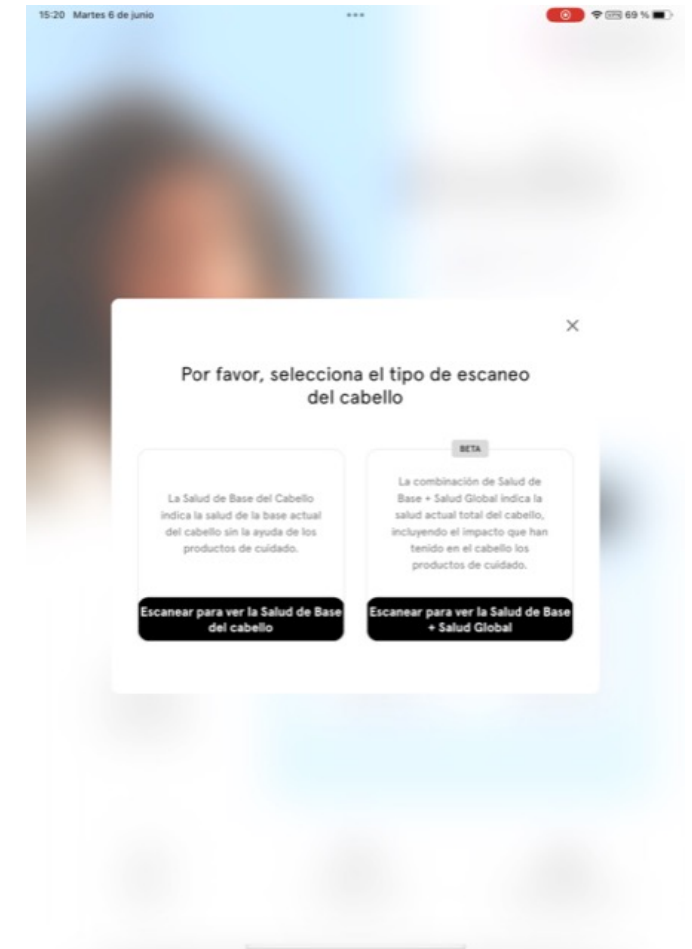 15:20 Martes 6 de junio
69 %
Por favor, selecciona el tipo de escaneo
del cabello
La Salud de Base del Cabello
indica la salud de la base actual
del cabello sin la ayuda de los
productos de cuidado.
Escanear para ver la Salud de Base
del cabello
BETA
La combinación de Salud de
Base + Salud Global indica la
salud actual total del cabello,
incluyendo el impacto que han
tenido en el cabello los
productos de cuidado.
Escanear para ver la Salud de Base
+ Salud Global